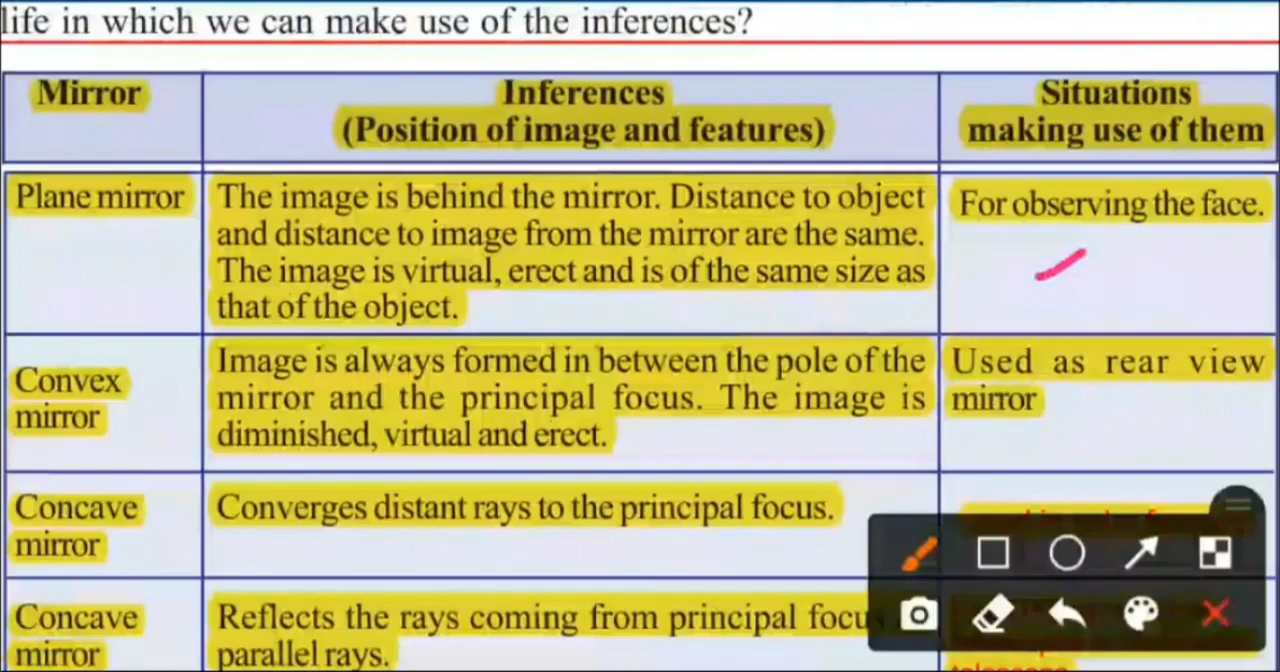 life in which we can make use of the inferences?
Mirror
Inferences
(Position of image and features)
Situations
making use of them
Plane mirror
The image is behind the mirror. Distance to object
and distance to image from the mirror are the same.
The image is virtual, erect and is of the same size as
that of the object.
For observing the face.
Convex
mirror
Image is always formed in between the pole of the
mirror and the principal focus. The image is
diminished, virtual and erect.
Used as rear view
mirror
Concave
mirror
Converges distant rays to the principal focus.
Concave
mirror
Reflects the rays coming from principal focu
parallel rays.